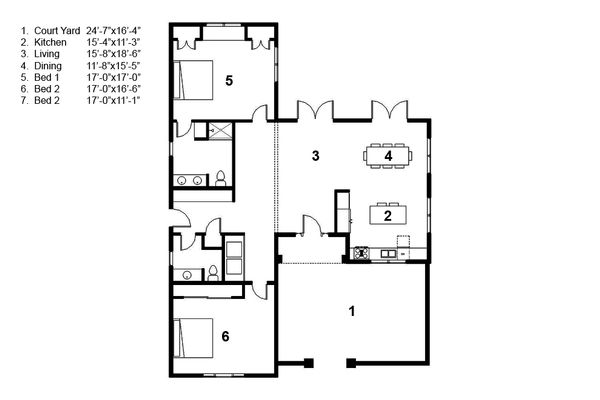 1. Court Yard 24'-7"x16'-4"
2. Kitchen 15'-4"x11'-3"
3. Living 15'-8"x18'-6"
4. Dining 11'-8"x15'-5"
5. Bed 1 17'-0"x17'-0"
6. Bed 2 17'-0"x16'-6"
7. Bed 2 17'-0"x11'-1"
5
4
3
2
1
6